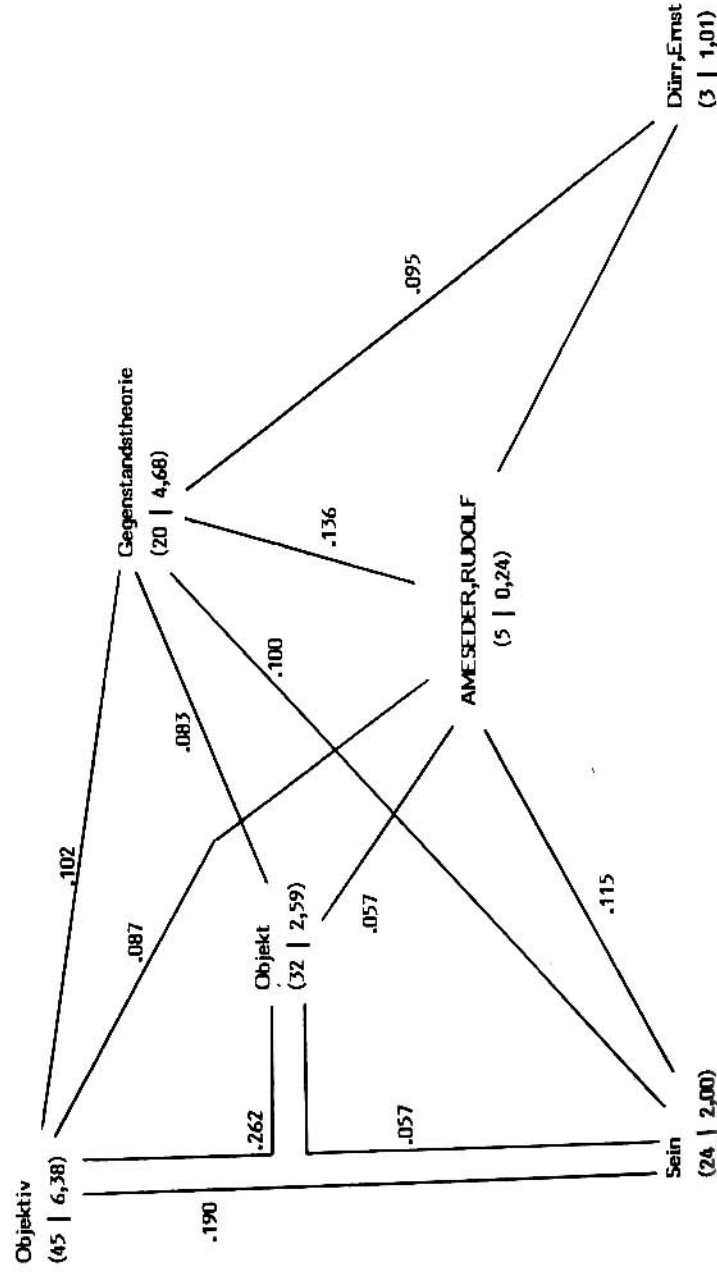 Objektiv
(45 | 6,38)
.102
.087
.262
.190
Objekt
(32 | 2,59)
.083
.057
.057
Gegenstandstheorie
(20 | 4,68)
.136
.095
.100
AMESEDER,RUDOLF
(5 | 0,24)
.115
Sein
(24 | 2,00)
Dürr,Ernst
(3 | 1,01)